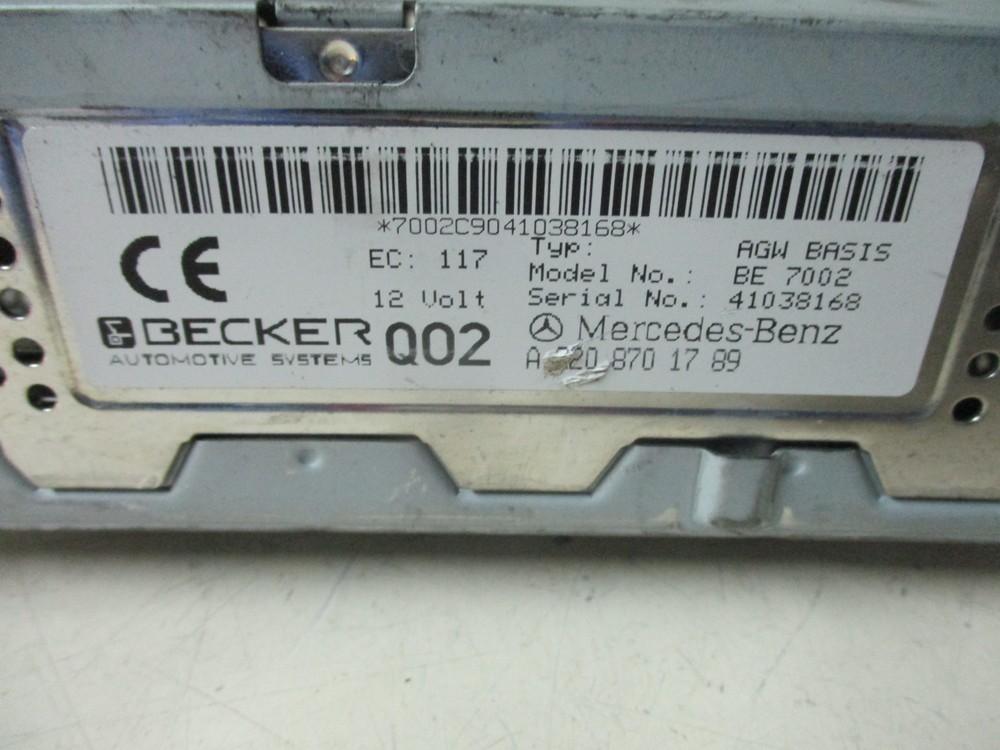 *7002C9041038168*
CE
EC: 117
12 Volt
BECKER
AUTOMOTIVE SYSTEMS
Q02
Typ: AGW BASIS
Model No.: BE 7002
Serial No.: 41038168
Mercedes-Benz
A 870 17 89